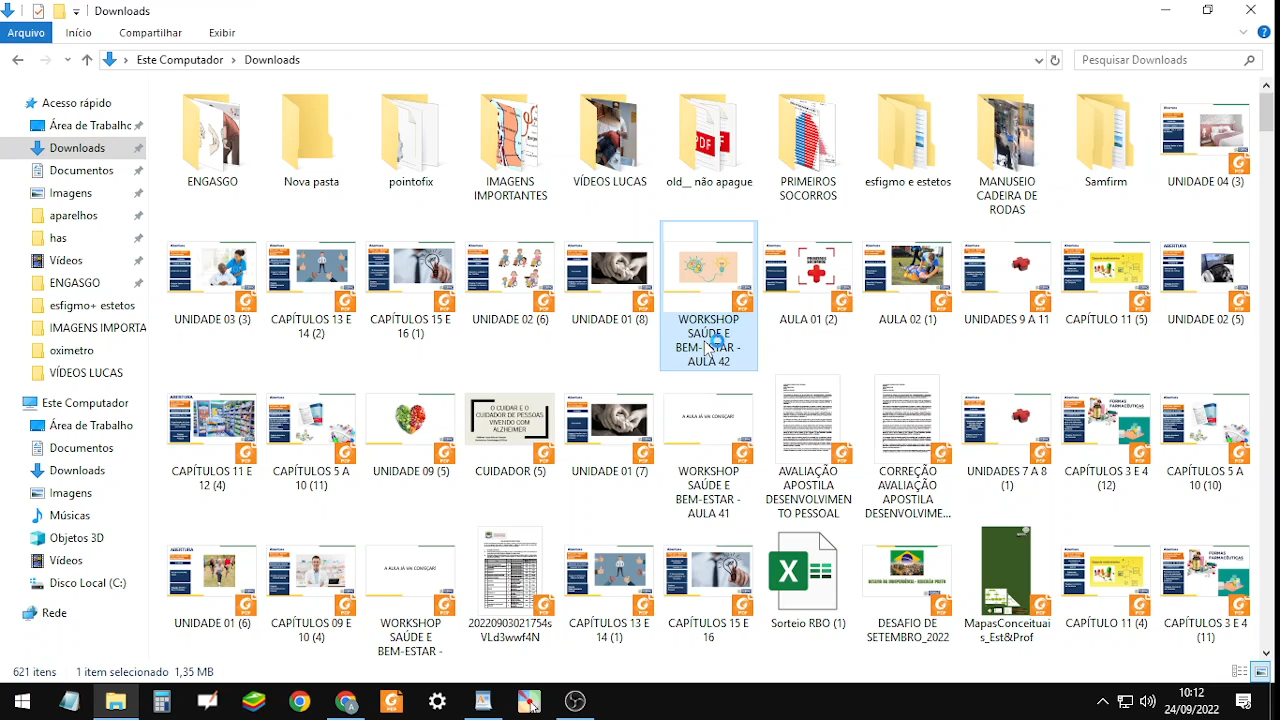 Downloads
Arquivo Início Compartilhar Exibir
Este Computador > Downloads
Pesquisar Downloads
Acesso rápido
Área de Trabalhc
Downloads
Documentos
Imagens
aparelhos
has
Vídeos
ENGASGO
esfigmo+ estetos
IMAGENS IMPORTA
oximetro
VÍDEOS LUCAS
Este Computador
Área de Trabalho
Documentos
Downloads
Imagens
Músicas
Objetos 3D
Vídeos
Disco Local (C:)
Rede
ENGASGO
Nova pasta
pointofix
IMAGENS
IMPORTANTES
VÍDEOS LUCAS
old__ não apague
PRIMEIROS
SOCORROS
esfigmo e estetos
MANUSEIO
CADEIRA DE
RODAS
Samfirm
UNIDADE 04 (3)
UNIDADE 03 (3)
CAPÍTULOS 13 E
14 (2)
CAPÍTULOS 15 E
16 (1)
UNIDADE 02 (6)
UNIDADE 01 (8)
WORKSHOP
SAÚDE E
BEM-ESTAR -
AULA 42
AULA 01 (2)
AULA 02 (1)
UNIDADES 9 A 11
CAPÍTULO 11 (5)
UNIDADE 02 (5)
CAPÍTULOS 11 E
12 (4)
CAPÍTULOS 5 A
10 (11)
UNIDADE 09 (5)
O CUIDAR E O
CUIDADOR DE PESSOAS
VIVENDO COM
ALZHEIMER
CUIDADOR (5)
UNIDADE 01 (7)
A AULA JÁ VAI COMEÇAR!
WORKSHOP
SAÚDE E
BEM-ESTAR -
AULA 41
AVALIAÇÃO
APOSTILA
DESENVOLVIMEN
TO PESSOAL
CORREÇÃO
AVALIAÇÃO
APOSTILA
DESENVOLVIME...
UNIDADES 7 A 8
(1)
CAPÍTULOS 3 E 4
(12)
CAPÍTULOS 5 A
10 (10)
UNIDADE 01 (6)
CAPÍTULOS 09 E
10 (4)
A AULA JÁ VAI COMEÇAR!
WORKSHOP
SAÚDE E
BEM-ESTAR -
20220903021754s
VLd3wwf4N
CAPÍTULOS 13 E
14 (1)
CAPÍTULOS 15 E
16
Sorteio RBO (1)
DESAFIO DE
SETEMBRO_2022
MapasConceituai
s_Est&Prof
CAPÍTULO 11 (4)
CAPÍTULOS 3 E 4
(11)
621 itens 1 item selecionado 1,35 MB
10:12
24/09/2022